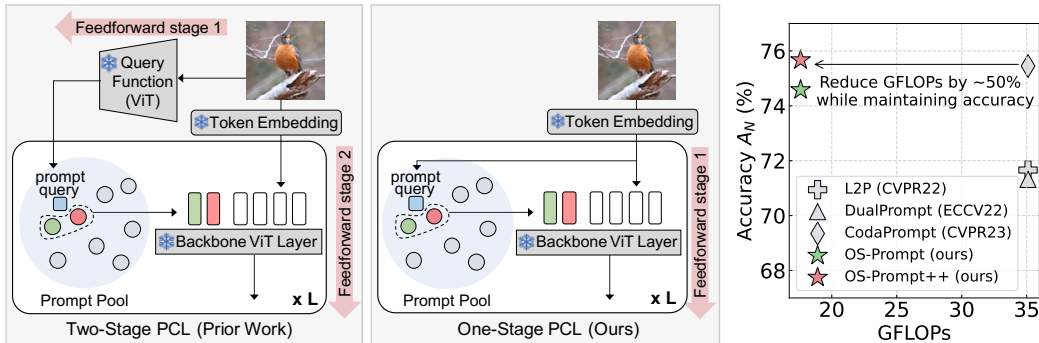 Feedforward stage 1
Query
Function
(ViT)
Token Embedding
prompt
query
Backbone ViT Layer
Prompt Pool
x L
Feedforward stage 2
Two-Stage PCL (Prior Work)
Token Embedding
prompt
query
Backbone ViT Layer
Prompt Pool
x L
Feedforward stage 1
One-Stage PCL (Ours)
Accuracy A_N (%)
76
74
72
70
68
Reduce GFLOPs by ~50%
while maintaining accuracy
L2P (CVPR22)
DualPrompt (ECCV22)
CodaPrompt (CVPR23)
OS-Prompt (ours)
OS-Prompt++ (ours)
20 25 30 35
GFLOPs